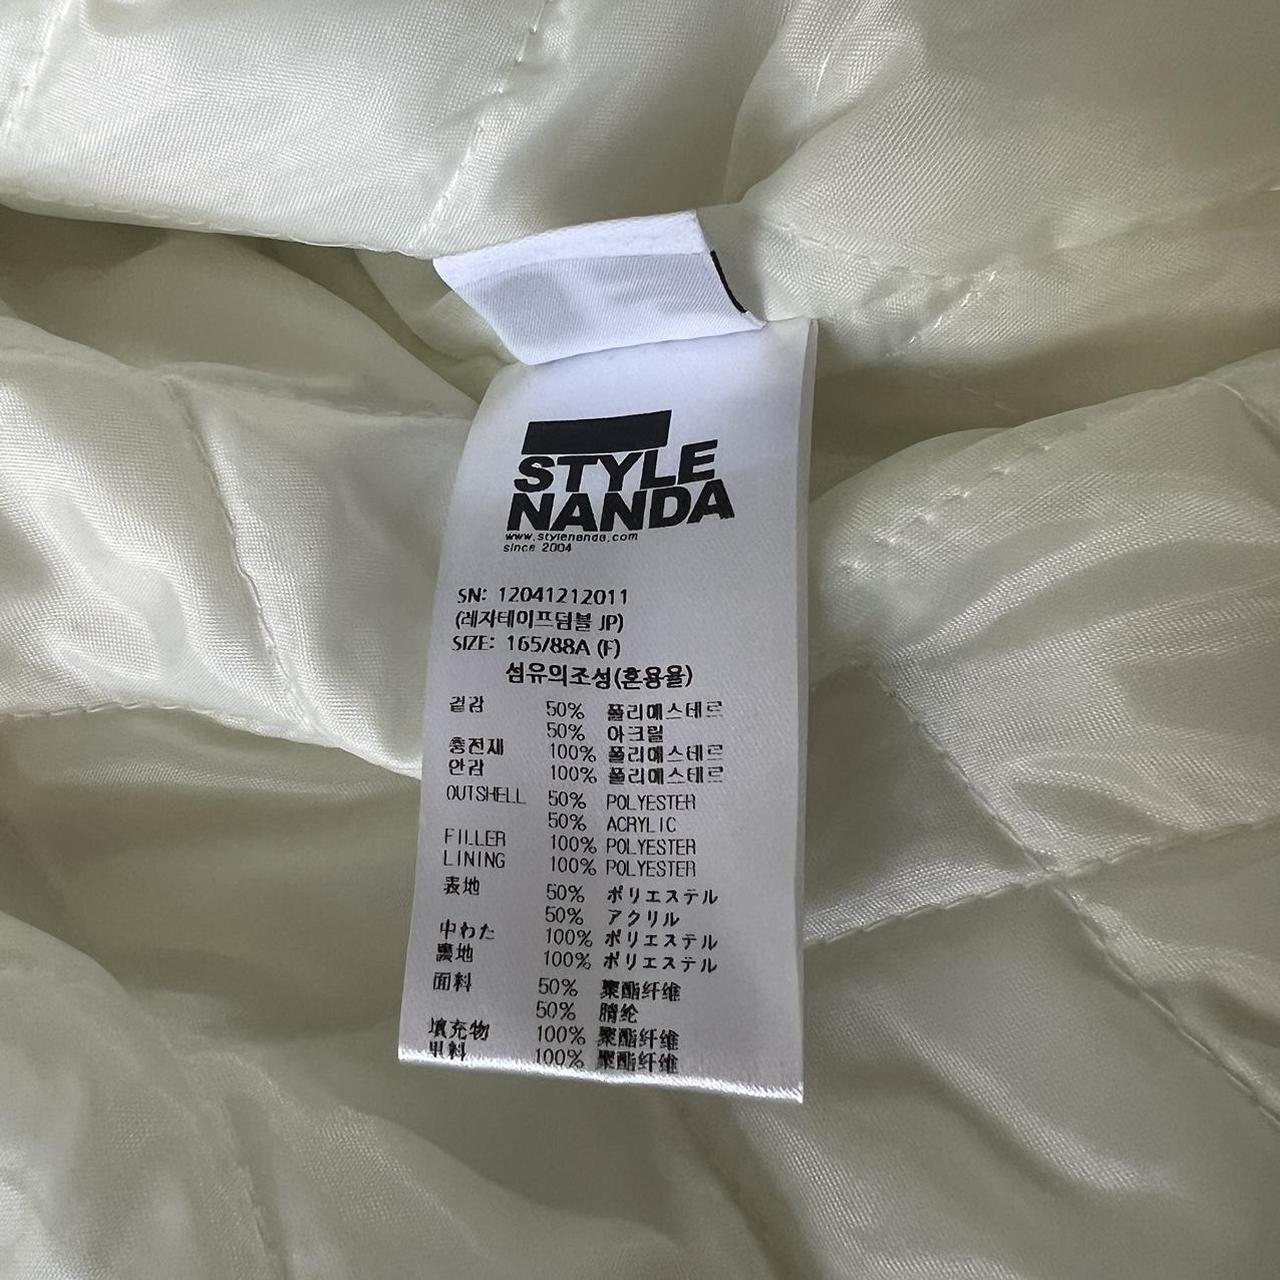 STYLE
NANDA
www.stylenanda.com
since 2004
SN: 12041212011
(레자테이프덤블 JP)
SIZE: 165/88A (F)
섬유의조성(혼용율)
겉감 50% 폴리에스테르
50% 아크릴
충전재 100% 폴리에스테르
안감 100% 폴리에스테르
OUTSHELL 50% POLYESTER
50% ACRYLIC
FILLER 100% POLYESTER
LINING 100% POLYESTER
表地 50% ポリエステル
50% アクリル
中わた 100% ポリエステル
裏地 100% ポリエステル
面料 50% 聚酯纤维
50% 腈纶
填充物 100% 聚酯纤维
里料 100% 聚酯纤维